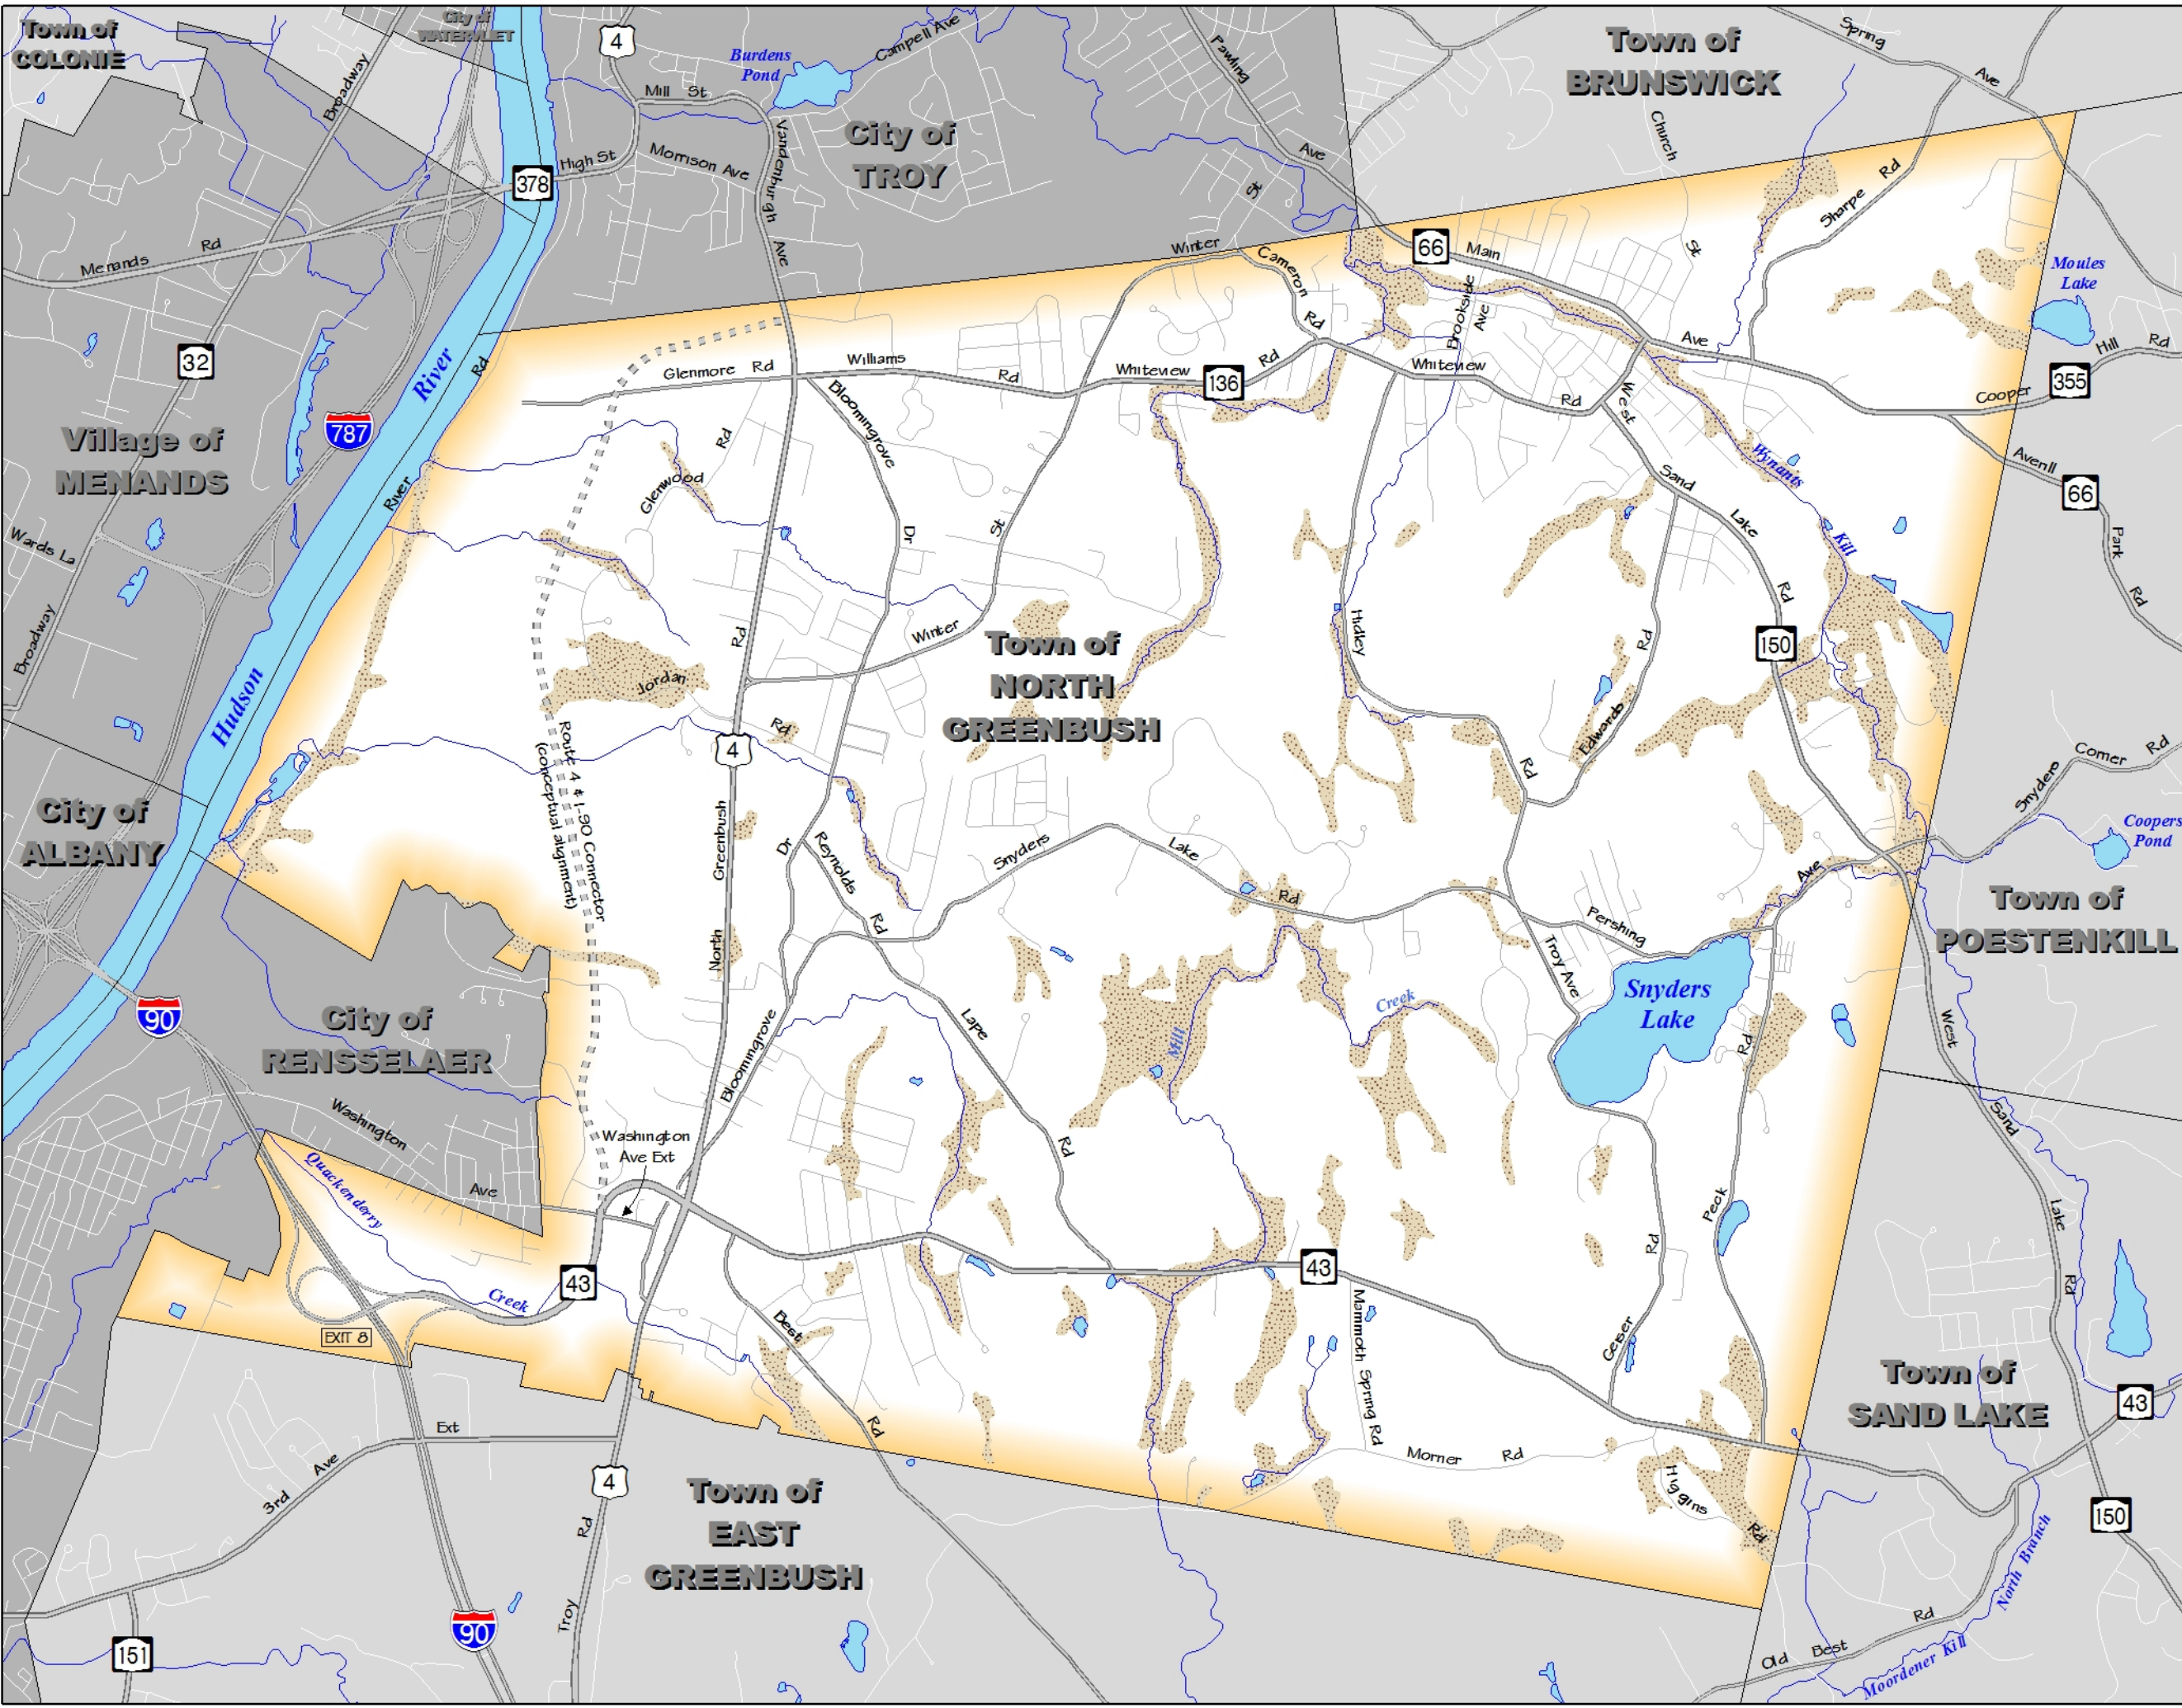 Town of
COLONIE
City of
WATERVLIET
Broadway
4
Mill St
Burdens
Pond
Campell Ave
City of
TROY
Vandenburgh
Ave
Morrison Ave
High St
378
Menands Rd
Pawling
Ave
St
Town of
BRUNSWICK
Church
St
Spring
Ave
Sharpe Rd
66
Main
Ave
Winter
Cameron
Rd
Brookside
Ave
Moules
Lake
355
Cooper
Hill Rd
Avenll
66
Park
Rd
32
787
Village of
MENANDS
Wards La
Broadway
Hudson
River
River
Rd
Glenmore Rd
Williams
Rd
Whiteview
136
Rd
Whiteview
Rd
West
Sand
Lake
Rd
150
Wynants
Kill
Bloomingrove
Dr
Glenwood
Rd
Winter
St
Rd
Jordan
Rd
4
Town of
NORTH
GREENBUSH
Hidley
Rd
Edwards
Rd
Route 4 & I-90 Connector
(conceptual alignment)
City of
ALBANY
North
Greenbush
Dr
Reynolds
Rd
Snyders
Lake
Rd
Pershing
Ave
Snyders
Corner Rd
Coopers
Pond
Town of
POESTENKILL
Troy Ave
Snyders
Lake
90
City of
RENSSELAER
Bloomingrove
Lape
Rd
Mill
Creek
Rd
Peck
West
Sand
Lake
Rd
Washington
Ave
Washington
Ave Ext
Quackenderry
Creek
43
EXIT 8
43
Best
Rd
Mammoth Spring Rd
Geiser
Rd
Morner Rd
Higgins
Rd
Town of
SAND LAKE
43
150
3rd Ave
Ext
4
Troy
Rd
Town of
EAST
GREENBUSH
90
151
Old Best
Rd
North Branch
Moordener Kill